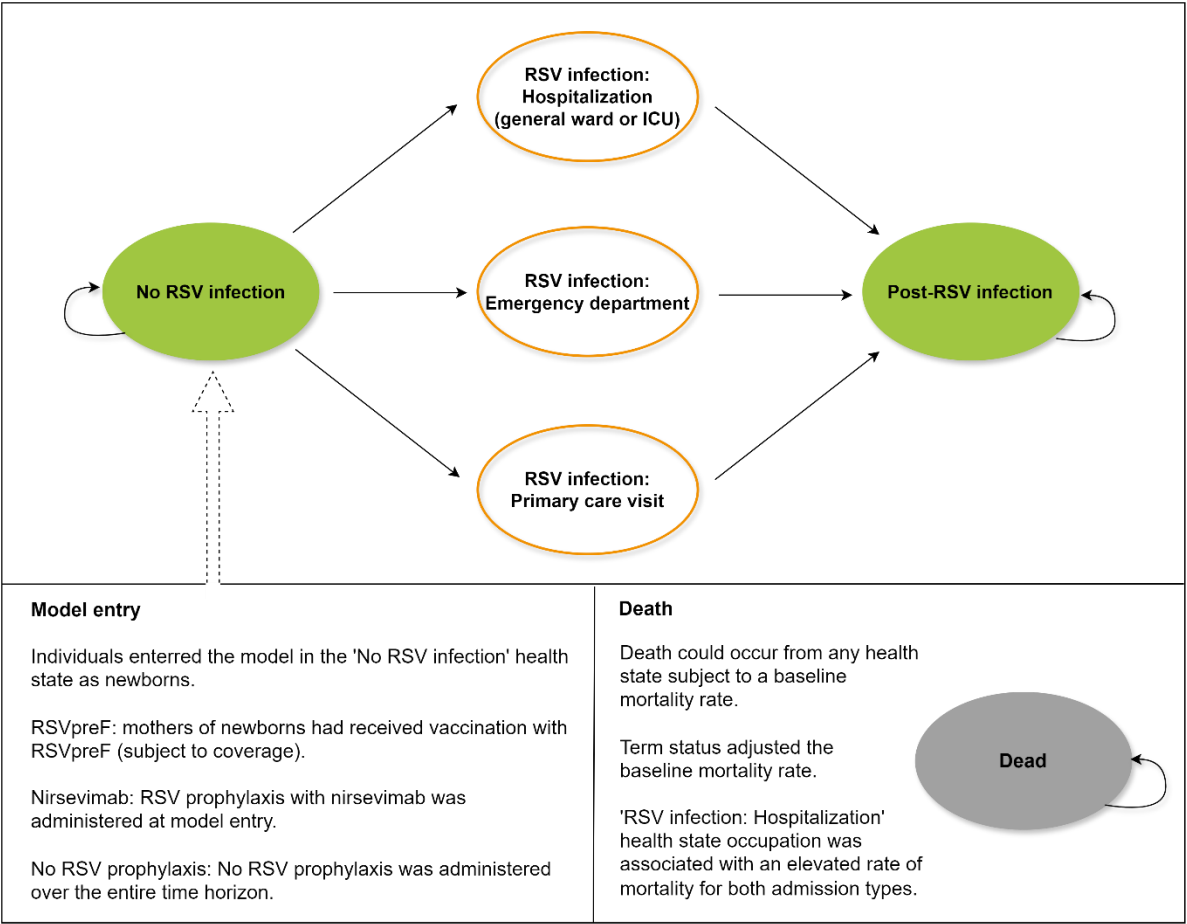 RSV infection:
Hospitalization
(general ward or ICU)
No RSV infection
RSV infection:
Emergency department
Post-RSV infection
RSV infection:
Primary care visit
Model entry
Individuals enterred the model in the 'No RSV infection' health
state as newborns.
RSVpreF: mothers of newborns had received vaccination with
RSVpreF (subject to coverage).
Nirsevimab: RSV prophylaxis with nirsevimab was
administered at model entry.
No RSV prophylaxis: No RSV prophylaxis was administered
over the entire time horizon.
Death
Death could occur from any health
state subject to a baseline
mortality rate.
Term status adjusted the
baseline mortality rate.
'RSV infection: Hospitalization'
health state occupation was
associated with an elevated rate of
mortality for both admission types.
Dead